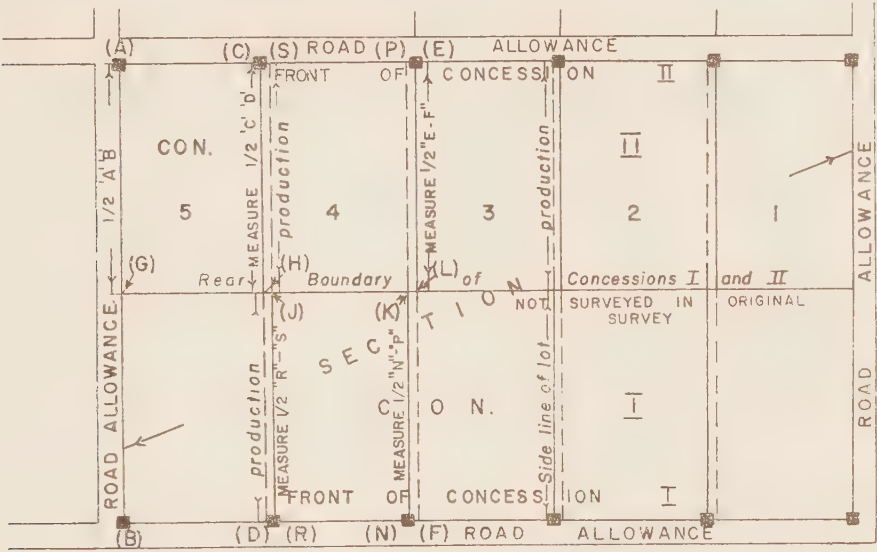 (A) (C) (S) ROAD (P) (E) ALLOWANCE
FRONT OF CONCESSION II
1/2 'A' 'B'
CON.
MEASURE 1/2 'C' 'D'
production
MEASURE 1/2 "E-F"
production
II
5 4 3 2 1
ALLOWANCE
(G) (H) (L)
Rear Boundary of Concessions I and II
NOT SURVEYED IN ORIGINAL
SURVEY
(J) (K)
SECTION
ROAD ALLOWANCE
production
MEASURE 1/2 "R"-"S"
MEASURE 1/2 "N"-"P"
CON.
Side line of lot
I
ROAD
FRONT OF CONCESSION I
(B) (D) (R) (N) (F) ROAD ALLOWANCE